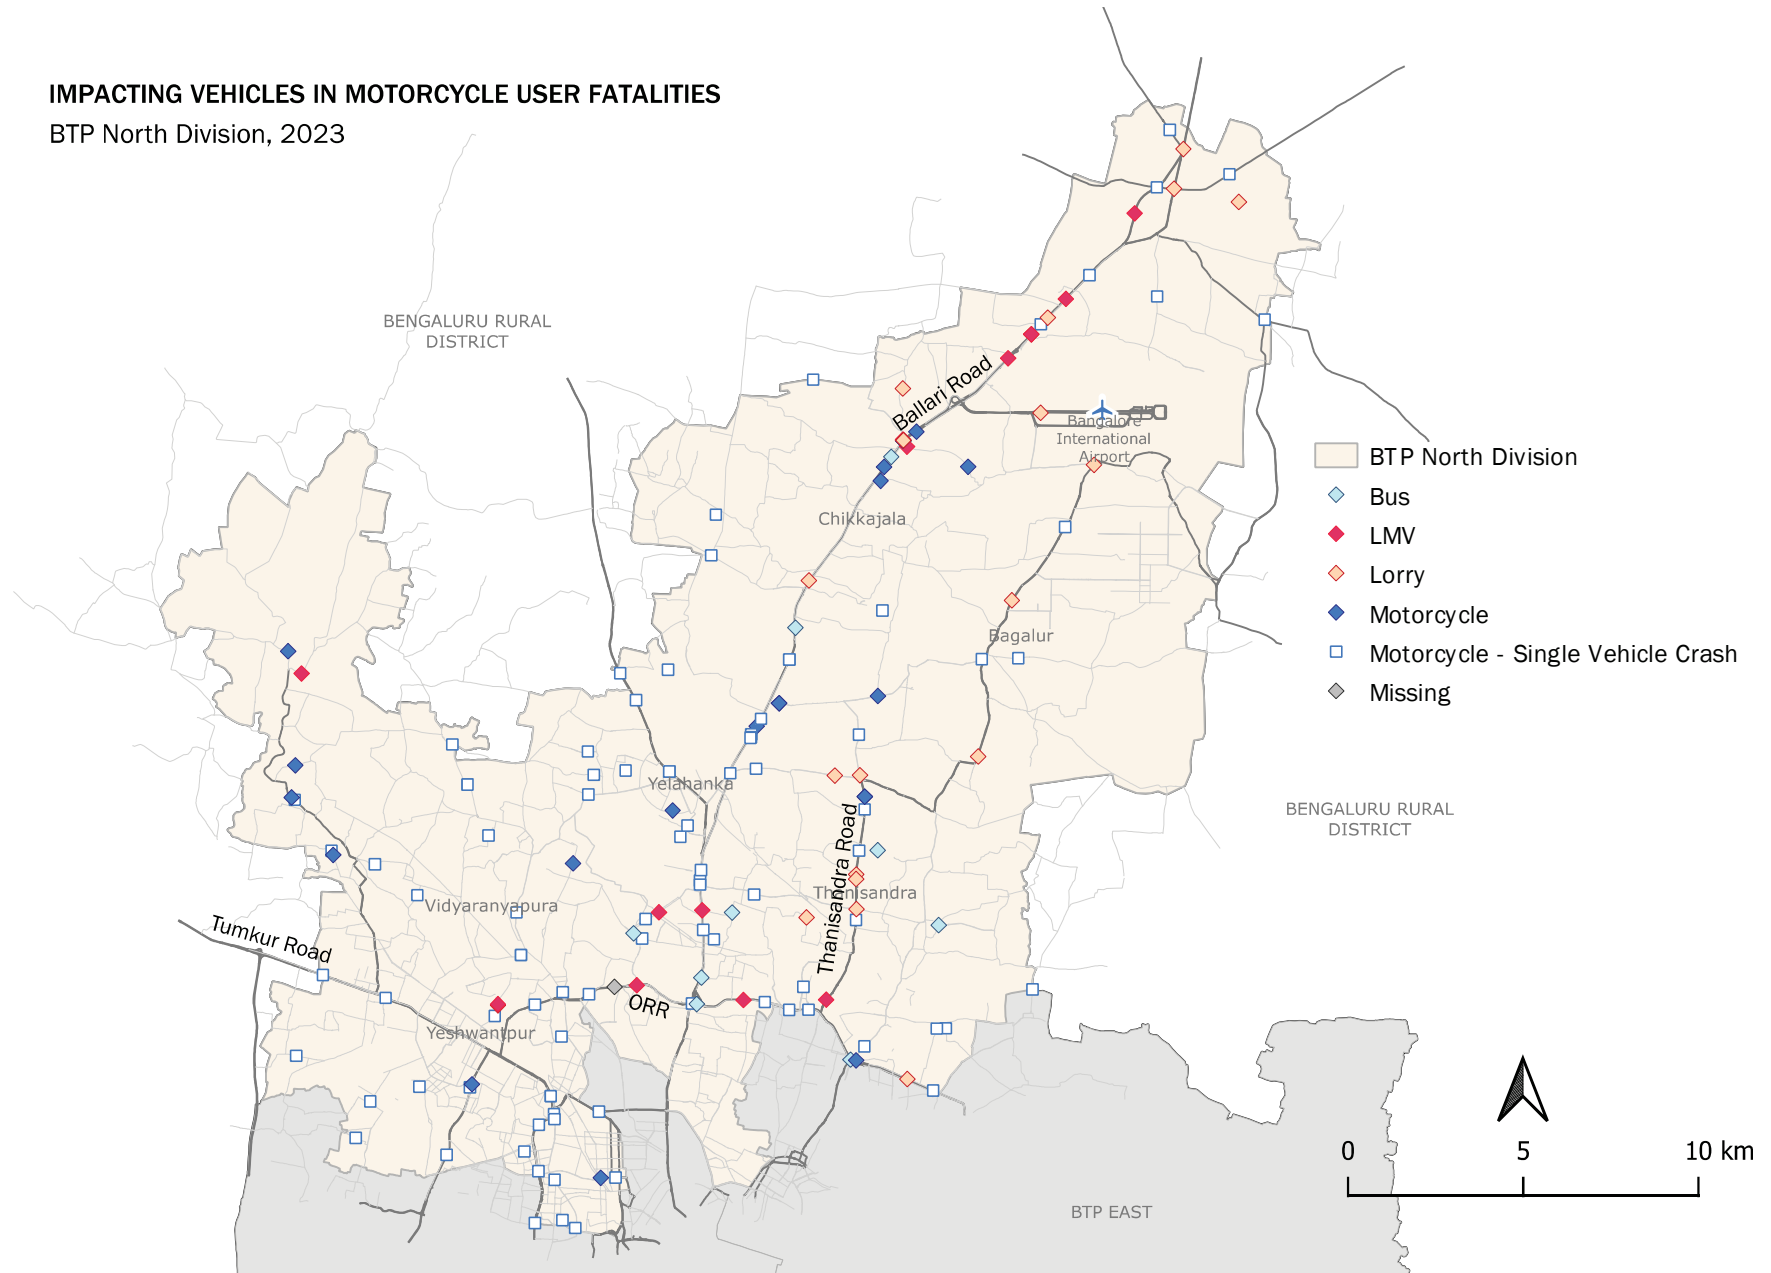 IMPACTING VEHICLES IN MOTORCYCLE USER FATALITIES
BTP North Division, 2023
BENGALURU RURAL
DISTRICT
Ballari Road
Bangalore
International
Airport
BTP North Division
Bus
LMV
Lorry
Motorcycle
Motorcycle - Single Vehicle Crash
Missing
Chikkajala
Bagalur
Yelahanka
BENGALURU RURAL
DISTRICT
Thanisandra Road
Thanisandra
Vidyaranyapura
Tumkur Road
ORR
Yeshwantpur
0 5 10 km
BTP EAST